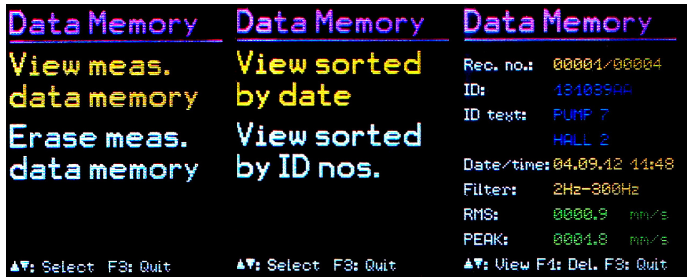 Data Memory
View meas.
data memory
Erase meas.
data memory
▲▼: Select F3: Quit
Data Memory
View sorted
by date
View sorted
by ID nos.
▲▼: Select F3: Quit
Data Memory
Rec. no.: 00001/00004
ID: 131039AA
ID text: PUMP 7
HALL 2
Date/time: 04.09.12 11:48
Filter: 2Hz-300Hz
RMS: 0000.9 mm/s
PEAK: 0001.8 mm/s
▲▼: View F1: Del. F3: Quit